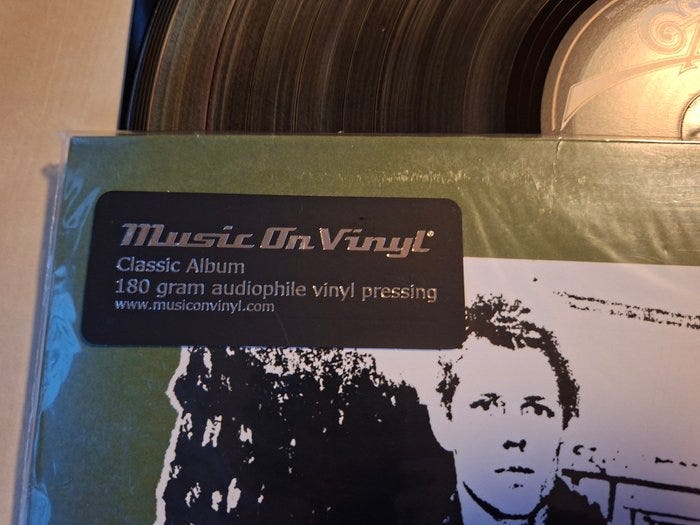 Music On Vinyl®
Classic Album
180 gram audiophile vinyl pressing
www.musiconvinyl.com